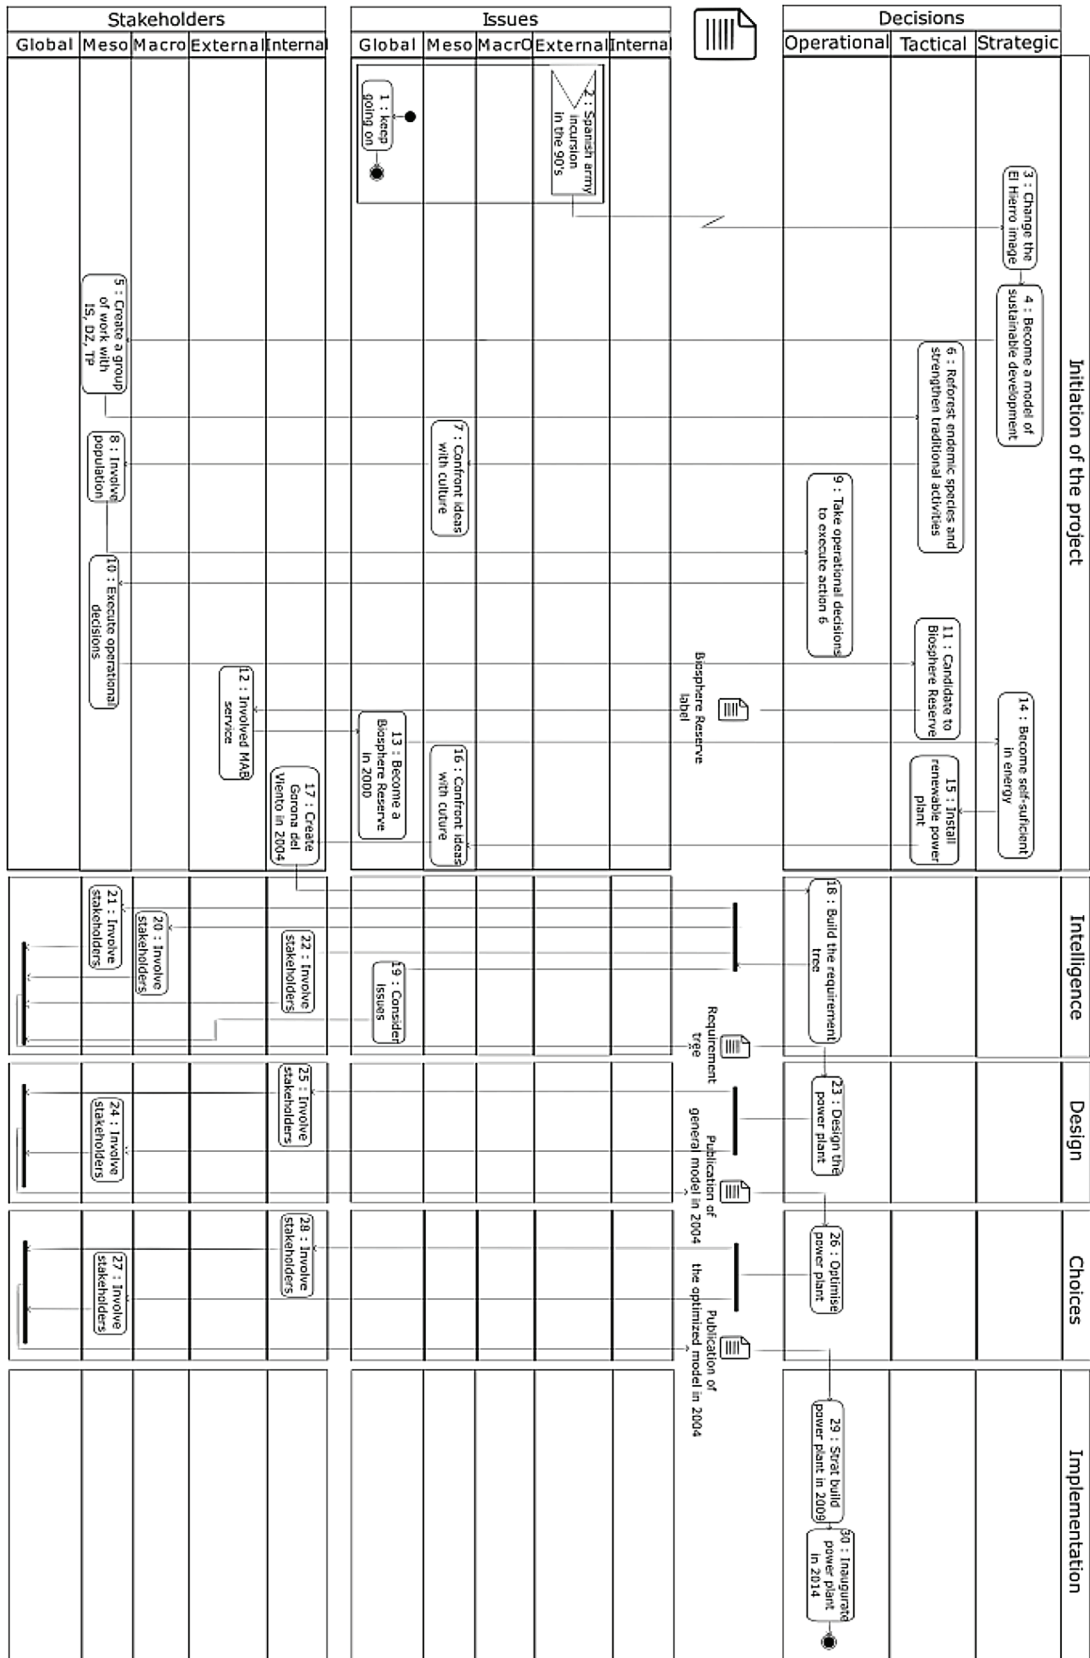 Stakeholders
Issues
Decisions
Global
Meso
Macro
External
Internal
Global
Meso
MacrO
External
Internal
Operational
Tactical
Strategic
Initiation of the project
1 : keep
going on
2 : Spanish army
incursion
in the 90's
3 : Change the
El Hierro image
4 : Become a model of
sustainable development
5 : Create a group
of work with
IS, DZ, TP
6 : Reforest endemic species and
strengthen traditional activities
7 : Confront ideas
with culture
8 : Involve
population
9 : Take operational decisions
to execute action 6
10 : Execute operational
decisions
11 : Candidate to
Biosphere Reserve
Biosphere Reserve
label
12 : Involved MAB
service
13 : Become a
Biosphere Reserve
in 2000
14 : Become self-suficient
in energy
15 : Install
renewable power
plant
16 : Confront ideas
with cuture
17 : Create
Gorona del
Viento in 2004
Intelligence
18 : Build the requirement
tree
19 : Consider
issues
20 : Involve
stakeholders
21 : Involve
stakeholders
22 : Involve
stakeholders
Requirement
tree
Design
23 : Design the
power plant
24 : Involve
stakeholders
25 : Involve
stakeholders
Publication of
general model in 2004
Choices
26 : Optimise
power plant
27 : Involve
stakeholders
28 : Involve
stakeholders
Publication of
the optimized model in 2004
Implementation
29 : Strat build
power plant in 2009
30 : Inaugurate
power plant
in 2014